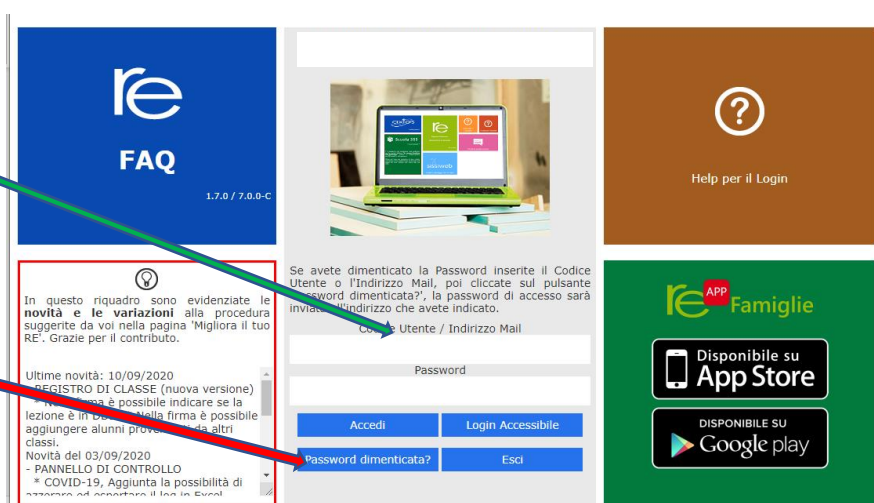 re
FAQ
1.7.0 / 7.0.0-C
In questo riquadro sono evidenziate le
novità e le variazioni alla procedura
suggerite da voi nella pagina 'Migliora il tuo
RE'. Grazie per il contributo.
Ultime novità: 10/09/2020
REGISTRO DI CLASSE (nuova versione)
è possibile indicare se la
lezione è in Nella firma è possibile
aggiungere alunni da altri
classi.
Novità del 03/09/2020
- PANNELLO DI CONTROLLO
* COVID-19, Aggiunta la possibilità di
azzerare ed esportare il log in Excel
re
Se avete dimenticato la Password inserite il Codice
Utente o l'Indirizzo Mail, poi cliccate sul pulsante
'Password dimenticata?', la password di accesso sarà
all'indirizzo che avete indicato.
Codice Utente / Indirizzo Mail
Password
Accedi
Login Accessibile
Password dimenticata?
Esci
?
Help per il Login
re APP Famiglie
Disponibile su
App Store
DISPONIBILE SU
Google play